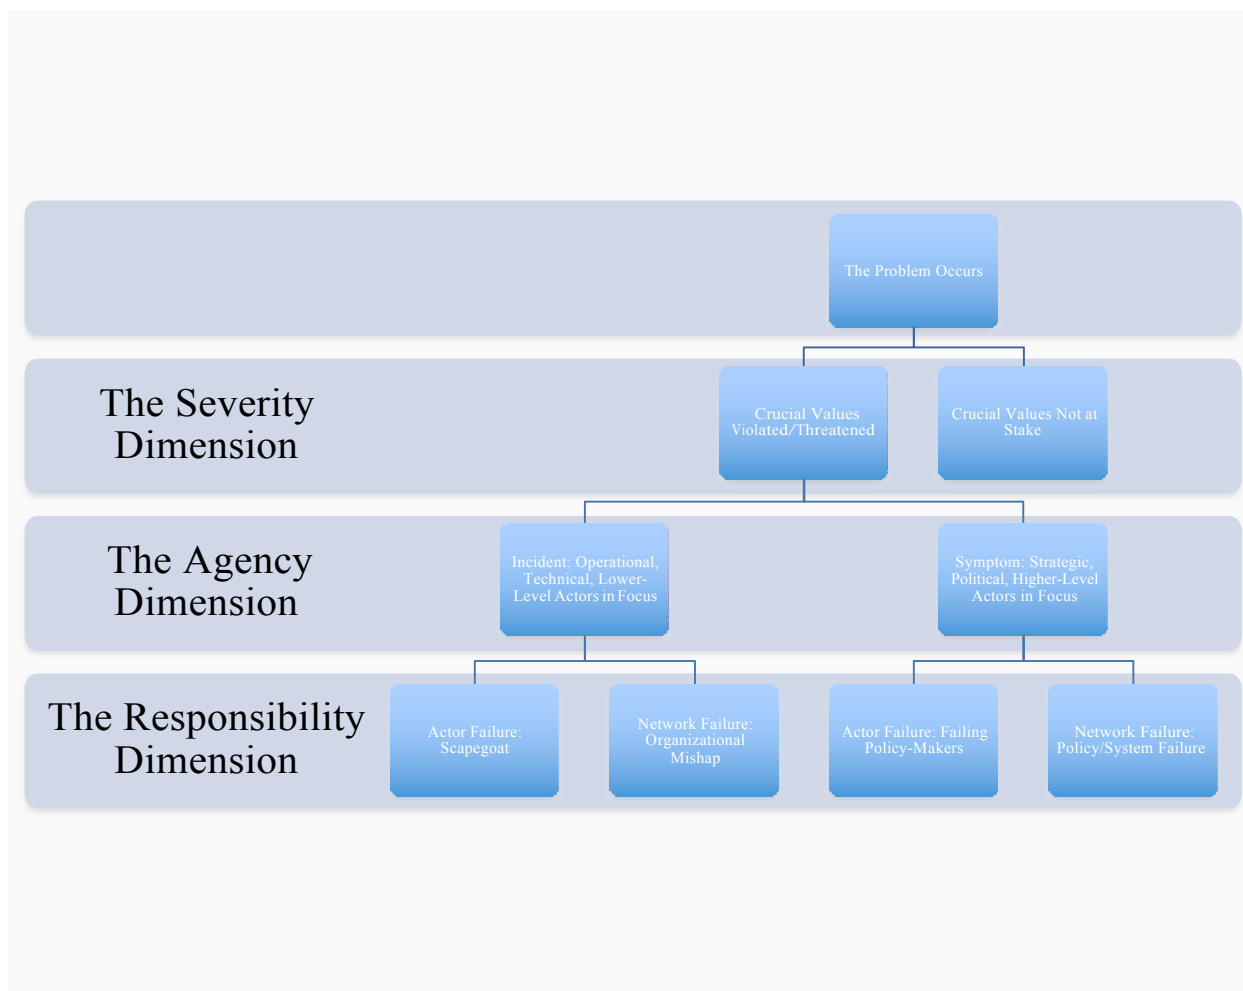 The Problem Occurs
The Severity
Dimension
Crucial Values
Violated/Threatened
Crucial Values Not at
Stake
The Agency
Dimension
Incident: Operational,
Technical, Lower-
Level Actors in Focus
Symptom: Strategic,
Political, Higher-Level
Actors in Focus
The Responsibility
Dimension
Actor Failure:
Scapegoat
Network Failure:
Organizational
Mishap
Actor Failure: Failing
Policy-Makers
Network Failure:
Policy/System Failure